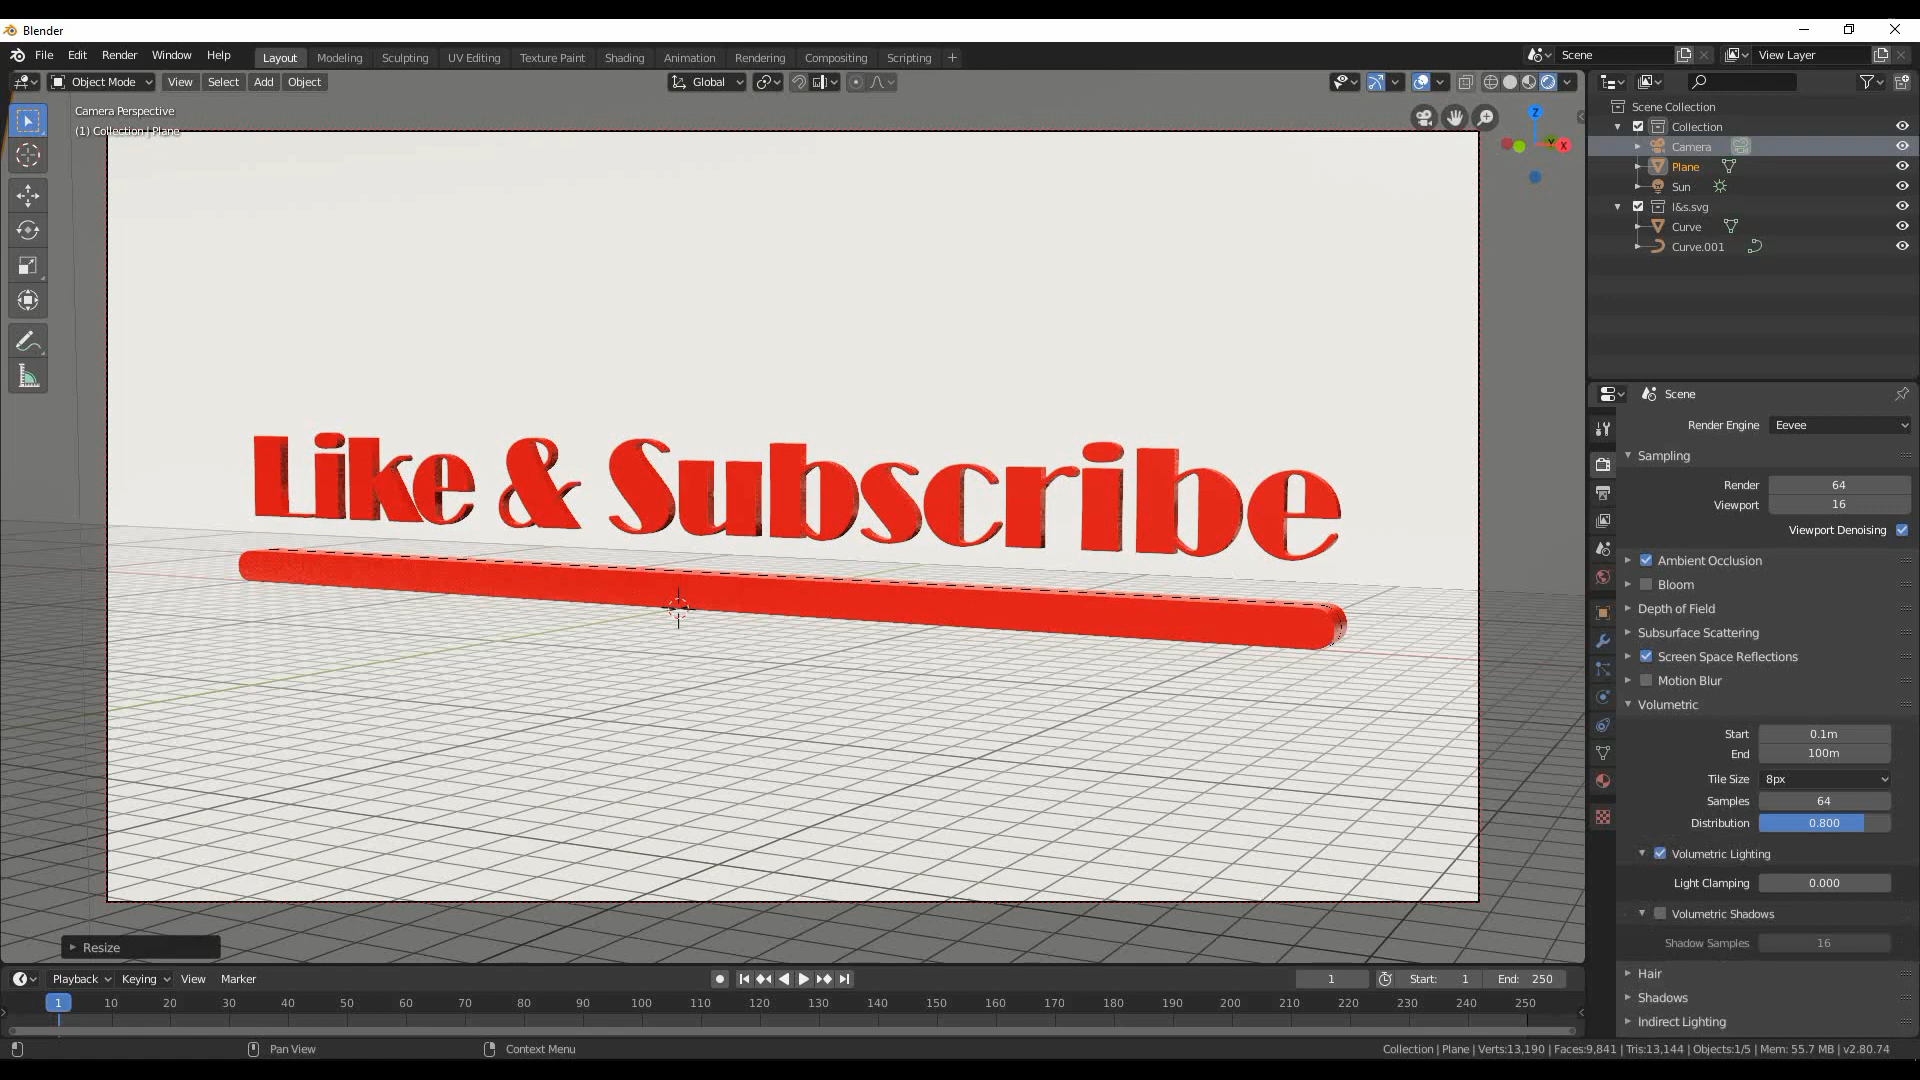 Blender
File Edit Render Window Help Layout Modeling Sculpting UV Editing Texture Paint Shading Animation Rendering Compositing Scripting + Scene View Layer
Object Mode View Select Add Object Global
Camera Perspective
(1) Collection | Plane
Z
Y
X
Like & Subscribe
Resize
Scene Collection
Collection
Camera
Plane
Sun
l&s.svg
Curve
Curve.001
Scene
Render Engine Eevee
Sampling
Render 64
Viewport 16
Viewport Denoising
Ambient Occlusion
Bloom
Depth of Field
Subsurface Scattering
Screen Space Reflections
Motion Blur
Volumetric
Start 0.1m
End 100m
Tile Size 8px
Samples 64
Distribution 0.800
Volumetric Lighting
Light Clamping 0.000
Volumetric Shadows
Shadow Samples 16
Hair
Shadows
Indirect Lighting
Playback Keying View Marker 1 Start: 1 End: 250
1 10 20 30 40 50 60 70 80 90 100 110 120 130 140 150 160 170 180 190 200 210 220 230 240 250
Pan View Context Menu Collection | Plane | Verts:13,190 | Faces:9,841 | Tris:13,144 | Objects:1/5 | Mem: 55.7 MB | v2.80.74